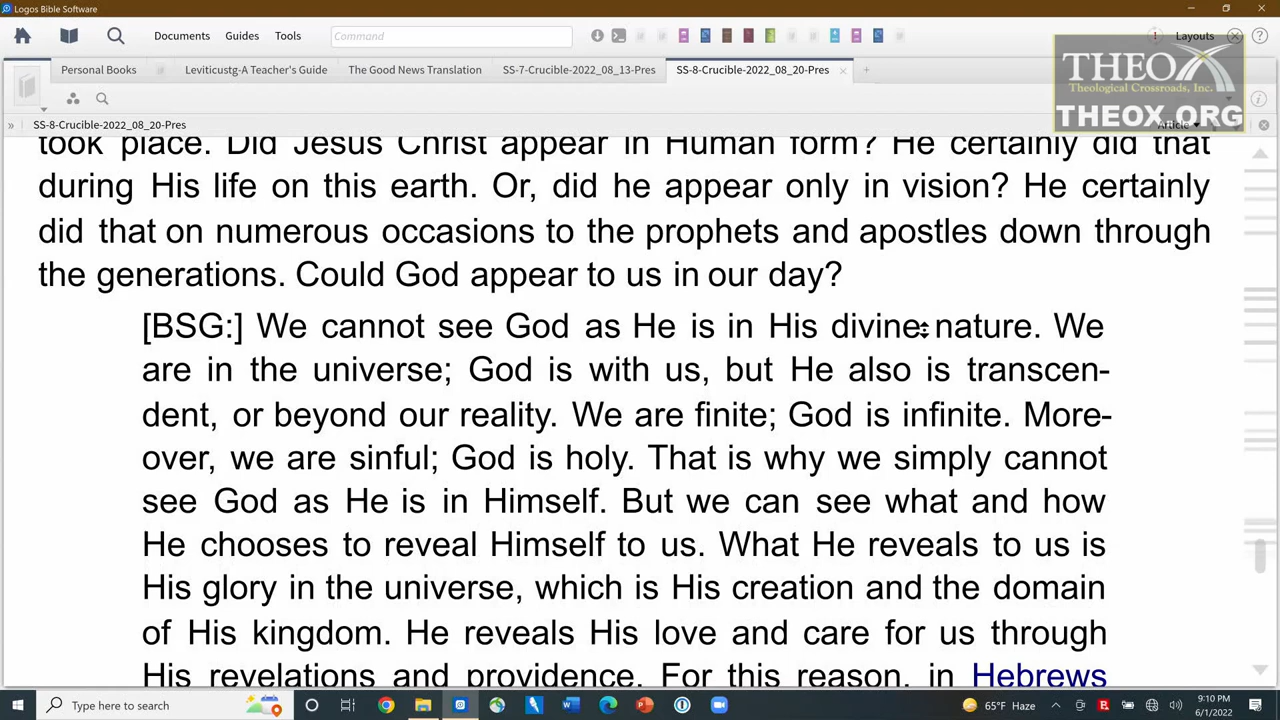 Logos Bible Software
Documents Guides Tools Command Layouts
THEOX
Theological Crossroads, Inc.
THEOX.ORG
Personal Books Leviticustg-A Teacher's Guide The Good News Translation SS-7-Crucible-2022_08_13-Pres SS-8-Crucible-2022_08_20-Pres
SS-8-Crucible-2022_08_20-Pres Article
took place. Did Jesus Christ appear in Human form? He certainly did that
during His life on this earth. Or, did he appear only in vision? He certainly
did that on numerous occasions to the prophets and apostles down through
the generations. Could God appear to us in our day?
[BSG:] We cannot see God as He is in His divine nature. We
are in the universe; God is with us, but He also is transcen-
dent, or beyond our reality. We are finite; God is infinite. More-
over, we are sinful; God is holy. That is why we simply cannot
see God as He is in Himself. But we can see what and how
He chooses to reveal Himself to us. What He reveals to us is
His glory in the universe, which is His creation and the domain
of His kingdom. He reveals His love and care for us through
His revelations and providence. For this reason, in Hebrews
Type here to search
65°F Haze
9:10 PM
6/1/2022